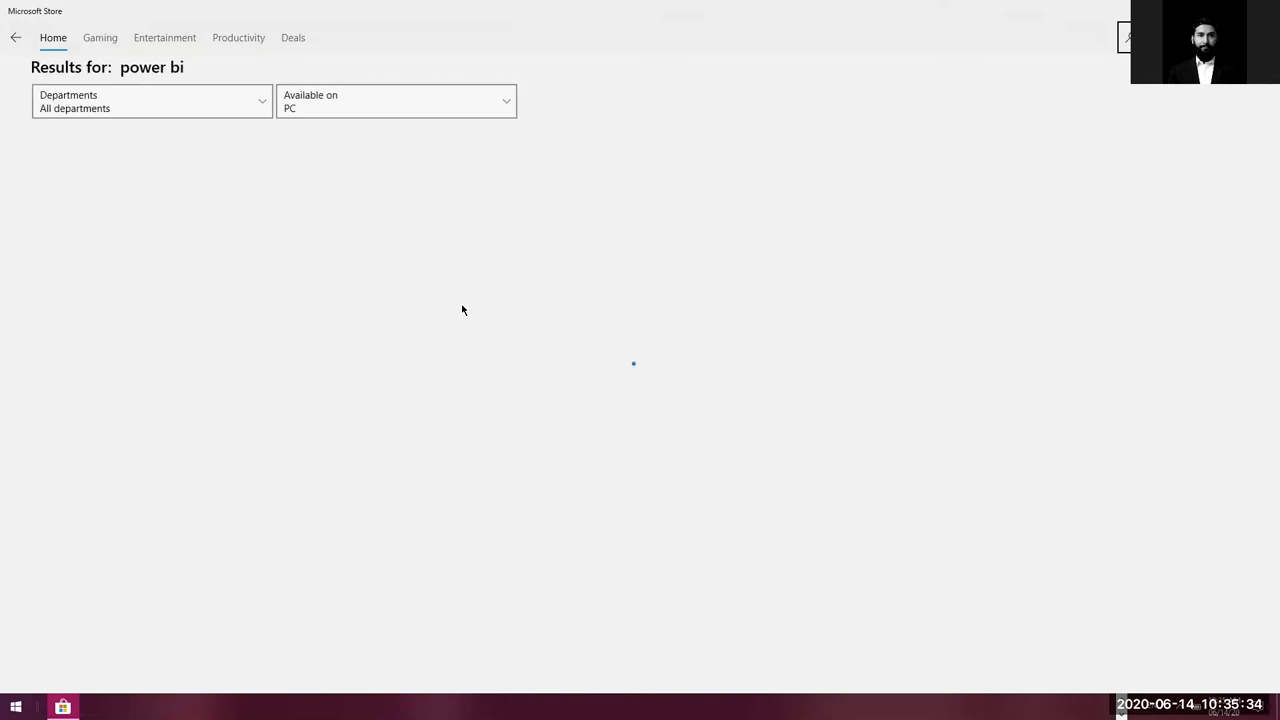 Microsoft Store
Home Gaming Entertainment Productivity Deals
Results for: power bi
Departments
All departments
Available on
PC
2020-06-14 10:35:34